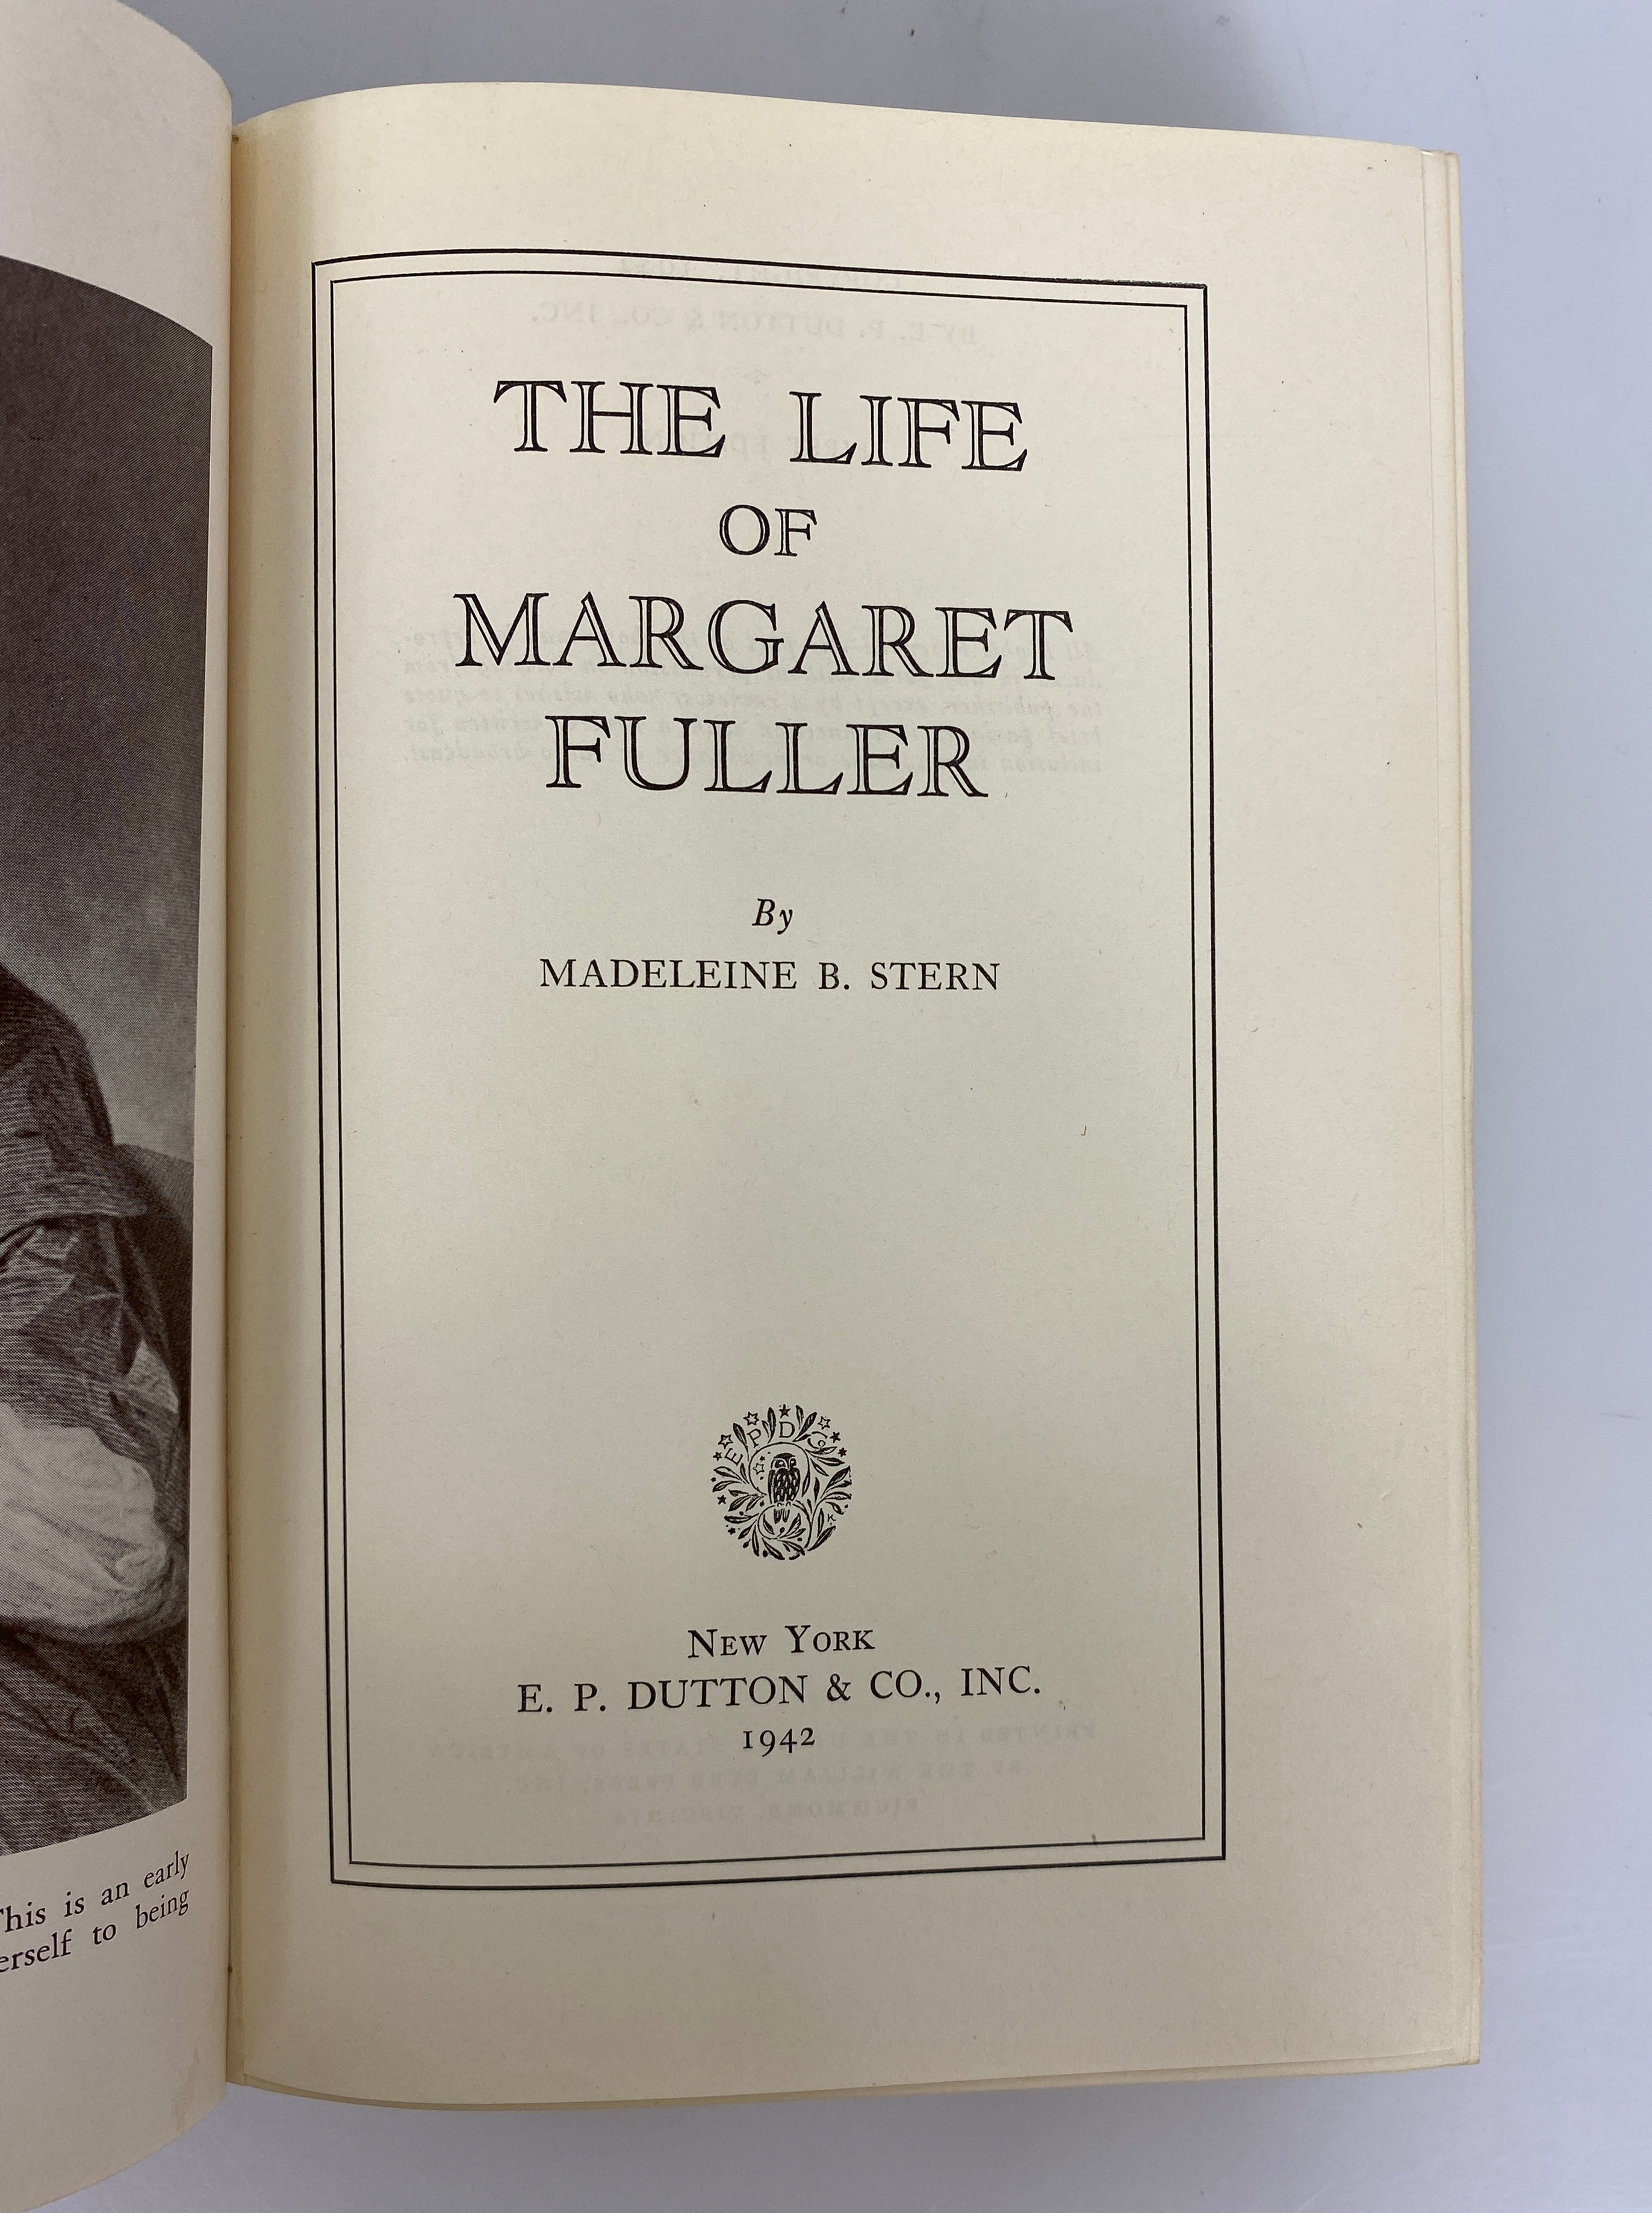 This is an early
erself to being
THE LIFE
OF
MARGARET
FULLER
By
MADELEINE B. STERN
E P D Co
K
NEW YORK
E. P. DUTTON & CO., INC.
1942